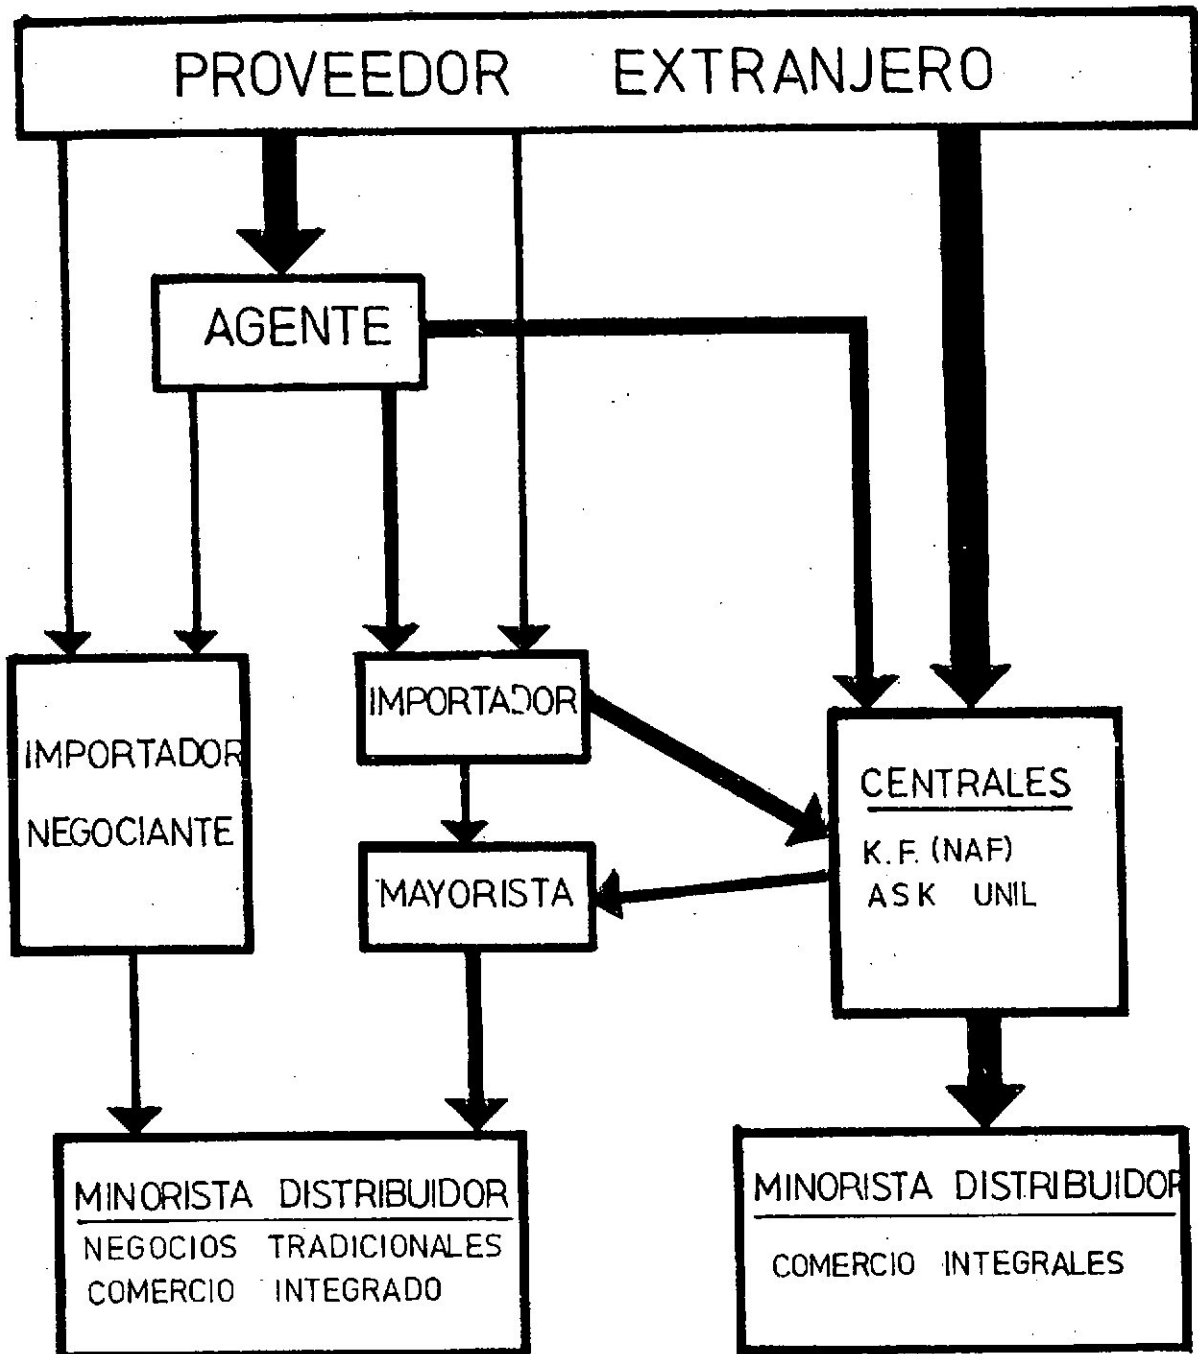 PROVEEDOR EXTRANJERO
AGENTE
IMPORTADOR
NEGOCIANTE
IMPORTADOR
MAYORISTA
CENTRALES
K.F. (NAF)
ASK UNIL
MINORISTA DISTRIBUIDOR
NEGOCIOS TRADICIONALES
COMERCIO INTEGRADO
MINORISTA DISTRIBUIDOR
COMERCIO INTEGRALES